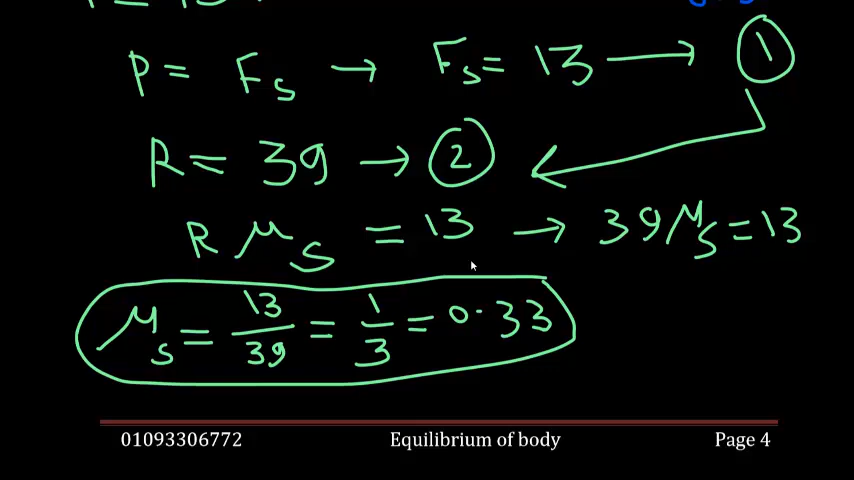 P = Fs → Fs = 13 → ①
R = 39 → ②
R μs = 13 → 39 μs = 13
μs = 13/39 = 1/3 = 0.33
01093306772 Equilibrium of body Page 4